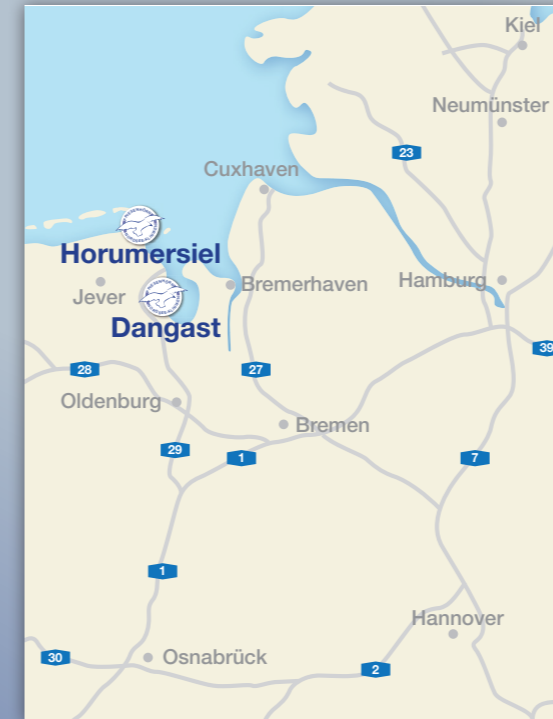 Kiel
Neumünster
23
Cuxhaven
Horumersiel
Jever
Bremerhaven
Hamburg
Dangast
39
28
27
Oldenburg
Bremen
29
1
7
1
Hannover
30
Osnabrück
2